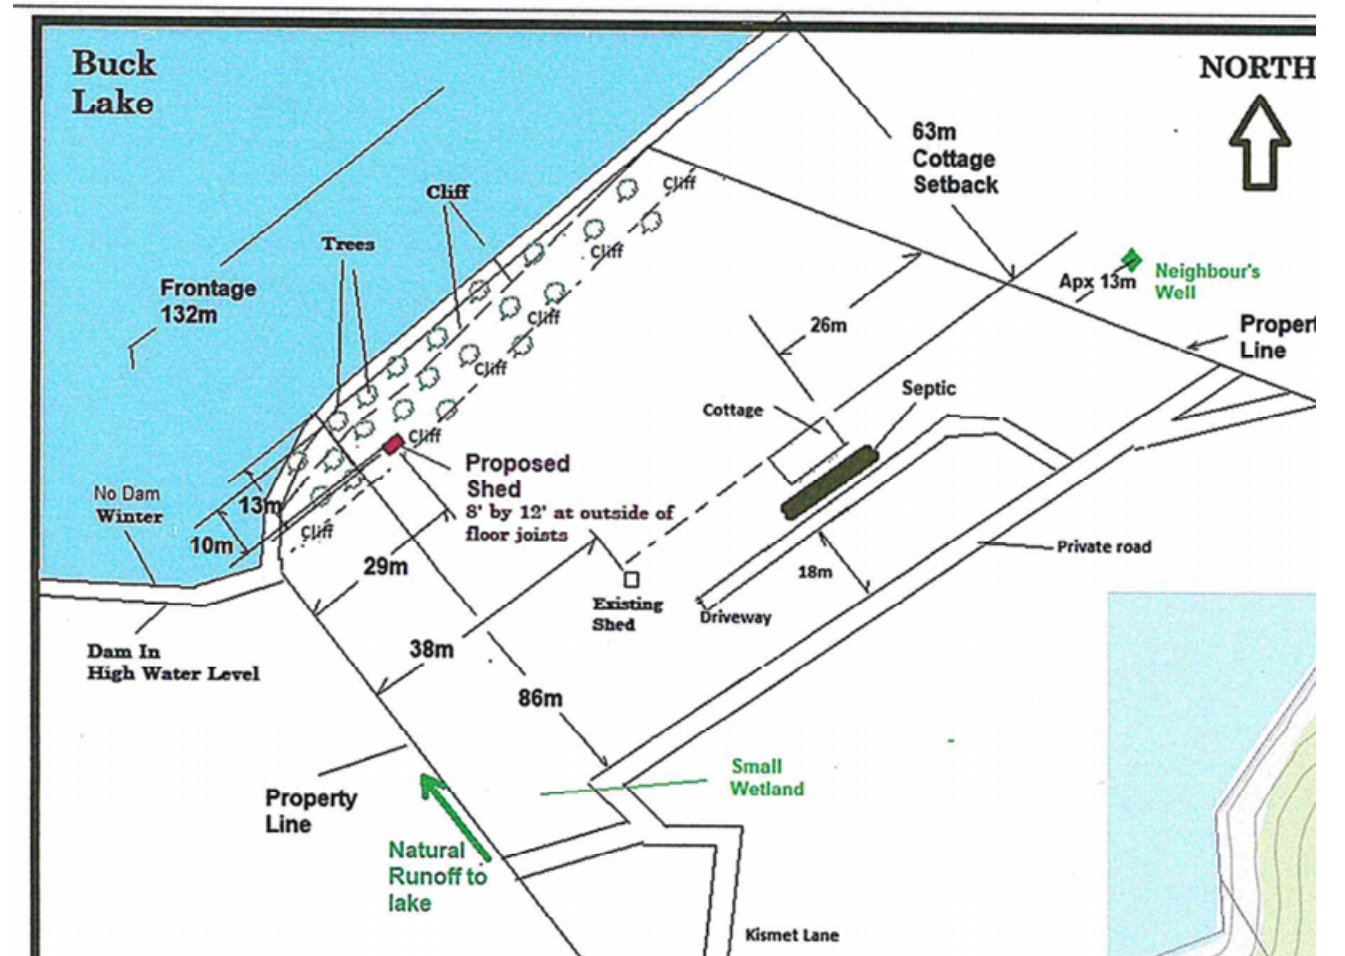 Buck
Lake
NORTH
63m
Cottage
Setback
Cliff
Cliff
Trees
Cliff
Frontage
132m
Apx 13m
Neighbour's
Well
26m
Propert
Line
Cliff
Cliff
Septic
Cottage
Cliff
Proposed
Shed
8' by 12' at outside of
floor joists
No Dam
Winter
13m
10m
Cliff
29m
Private road
18m
Existing
Shed
Driveway
38m
Dam In
High Water Level
86m
Small
Wetland
Property
Line
Natural
Runoff to
lake
Kismet Lane